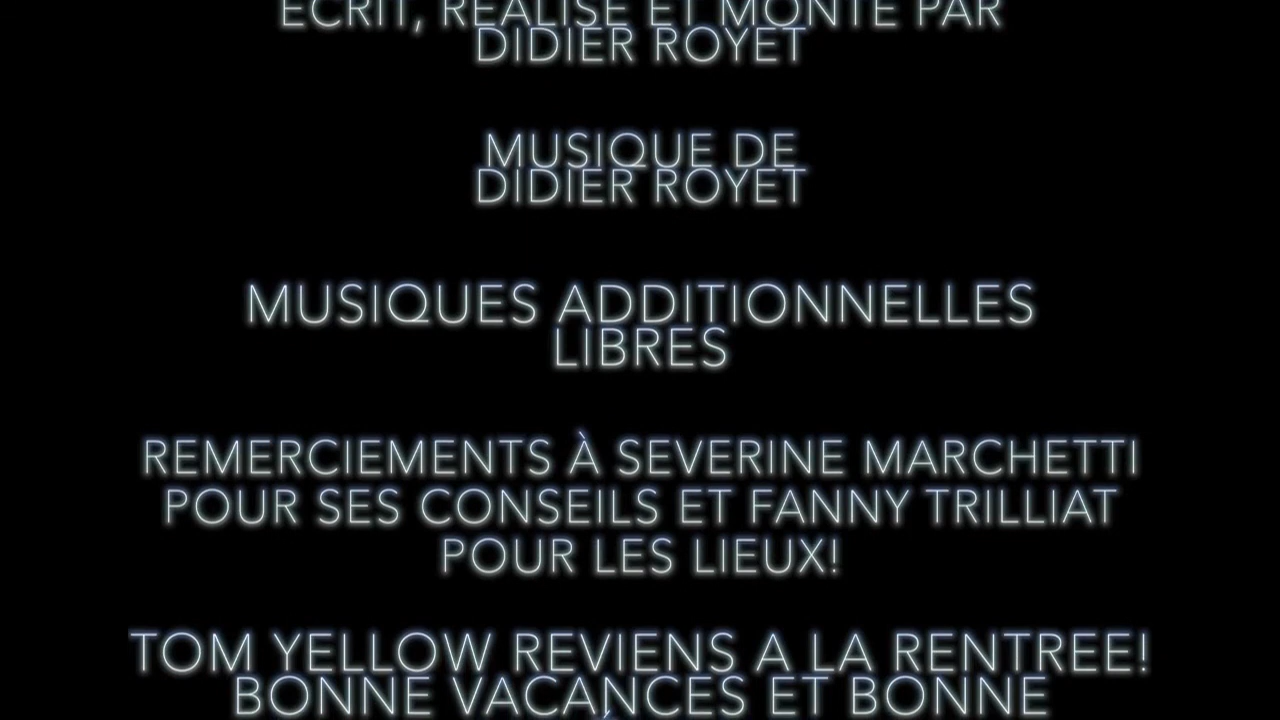 ECRIT, REALISE ET MONTE PAR
DIDIER ROYET
MUSIQUE DE
DIDIER ROYET
MUSIQUES ADDITIONNELLES
LIBRES
REMERCIEMENTS À SEVERINE MARCHETTI
POUR SES CONSEILS ET FANNY TRILLIAT
POUR LES LIEUX!
TOM YELLOW REVIENS A LA RENTREE!
BONNE VACANCES ET BONNE